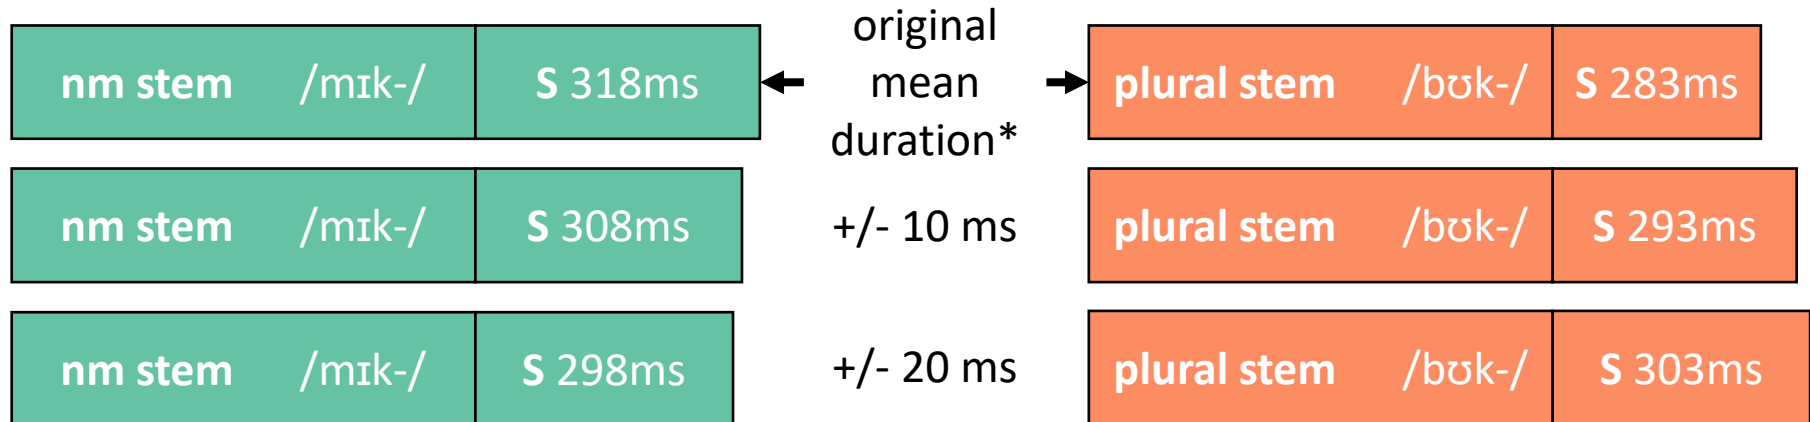 nm stem /mɪk-/ S 318ms
original
mean
duration*
plural stem /bʊk-/ S 283ms
nm stem /mɪk-/ S 308ms
+/- 10 ms
plural stem /bʊk-/ S 293ms
nm stem /mɪk-/ S 298ms
+/- 20 ms
plural stem /bʊk-/ S 303ms